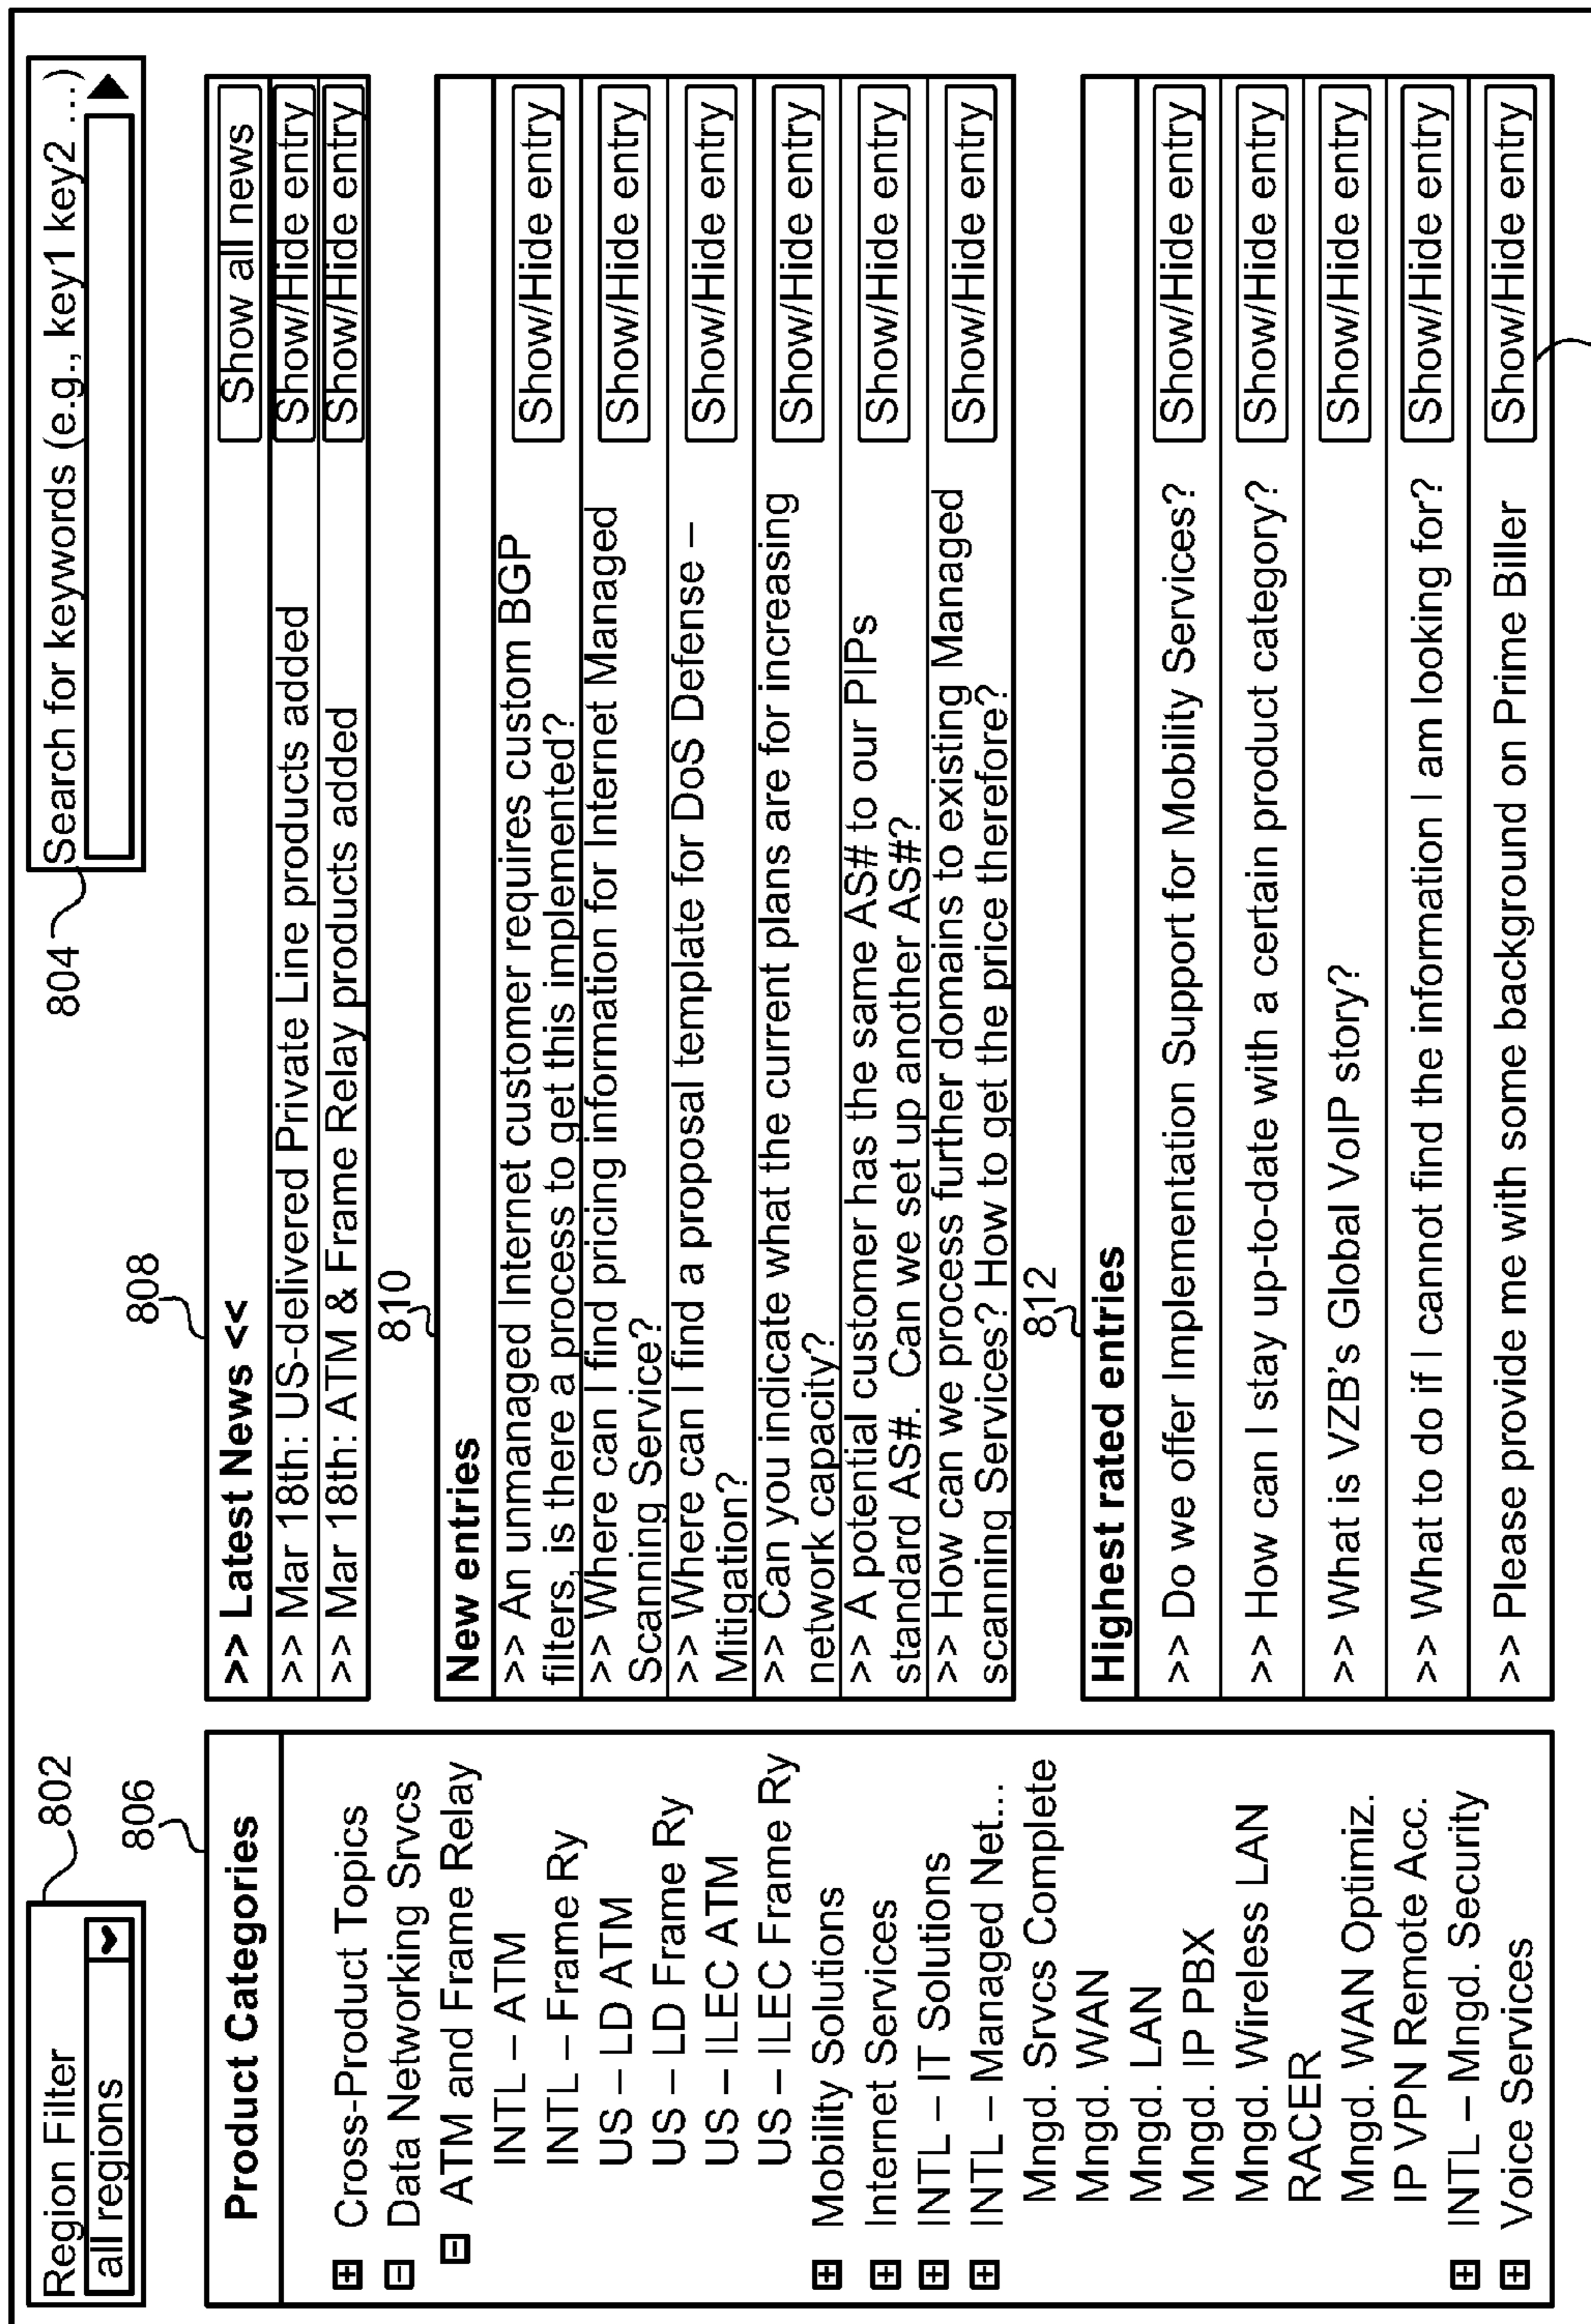 Region Filter
all regions
802
804
Search for keywords (e.g., key1 key2 ...)
806
Product Categories
Cross-Product Topics
Data Networking Srvcs
ATM and Frame Relay
INTL – ATM
INTL – Frame Ry
US – LD ATM
US – LD Frame Ry
US – ILEC ATM
US – ILEC Frame Ry
Mobility Solutions
Internet Services
INTL – IT Solutions
INTL – Managed Net...
Mngd. Srvcs Complete
Mngd. WAN
Mngd. LAN
Mngd. IP PBX
Mngd. Wireless LAN
RACER
Mngd. WAN Optimiz.
IP VPN Remote Acc.
INTL – Mngd. Security
Voice Services
808
>> Latest News << Show all news
>> Mar 18th: US-delivered Private Line products added Show/Hide entry
>> Mar 18th: ATM & Frame Relay products added Show/Hide entry
810
New entries
>> An unmanaged Internet customer requires custom BGP Show/Hide entry
filters, is there a process to get this implemented?
>> Where can I find pricing information for Internet Managed Show/Hide entry
Scanning Service?
>> Where can I find a proposal template for DoS Defense – Show/Hide entry
Mitigation?
>> Can you indicate what the current plans are for increasing Show/Hide entry
network capacity?
>> A potential customer has the same AS# to our PIPs Show/Hide entry
standard AS#. Can we set up another AS#?
>> How can we process further domains to existing Managed Show/Hide entry
scanning Services? How to get the price therefore?
812
Highest rated entries
>> Do we offer Implementation Support for Mobility Services? Show/Hide entry
>> How can I stay up-to-date with a certain product category? Show/Hide entry
>> What is VZB's Global VoIP story? Show/Hide entry
>> What to do if I cannot find the information I am looking for? Show/Hide entry
>> Please provide me with some background on Prime Biller Show/Hide entry